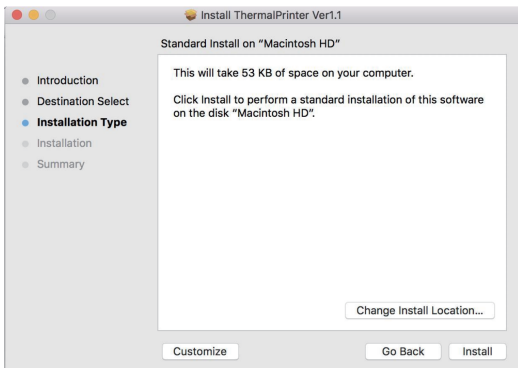 Install ThermalPrinter Ver1.1
Standard Install on “Macintosh HD”
Introduction
Destination Select
Installation Type
Installation
Summary
This will take 53 KB of space on your computer.
Click Install to perform a standard installation of this software
on the disk “Macintosh HD”.
Change Install Location...
Customize
Go Back
Install